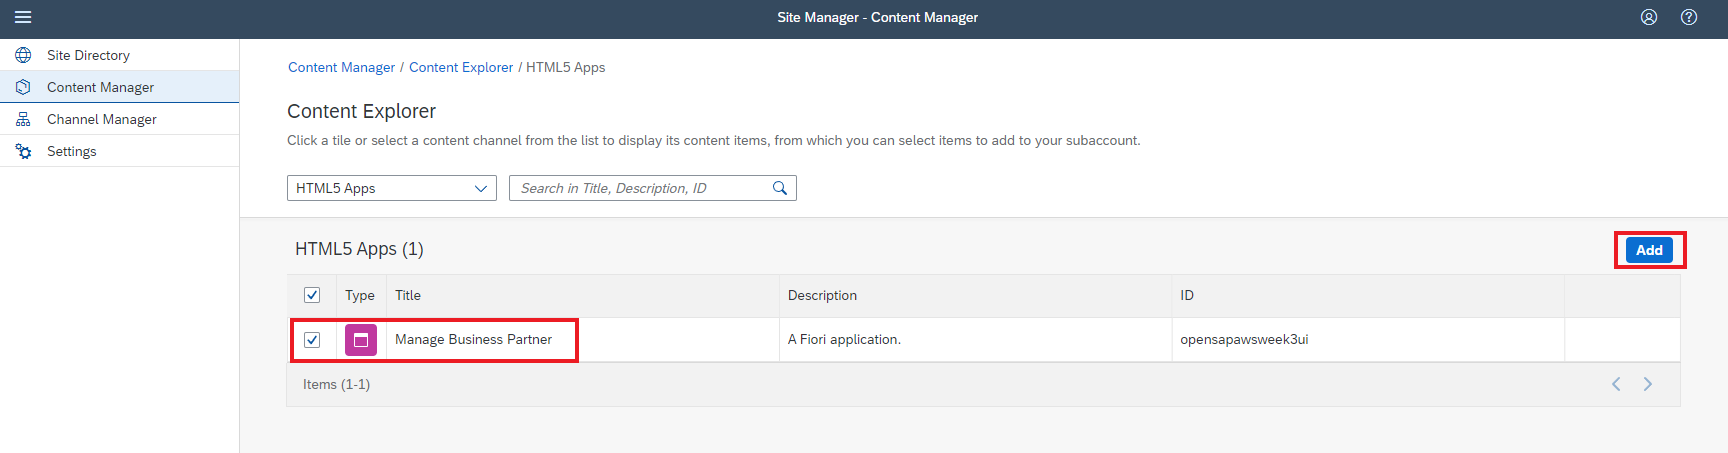 Site Manager - Content Manager
Site Directory
Content Manager
Channel Manager
Settings
Content Manager / Content Explorer / HTML5 Apps
Content Explorer
Click a tile or select a content channel from the list to display its content items, from which you can select items to add to your subaccount.
HTML5 Apps Search in Title, Description, ID
HTML5 Apps (1) Add
Type Title Description ID
Manage Business Partner A Fiori application. opensapawsweek3ui
Items (1-1)